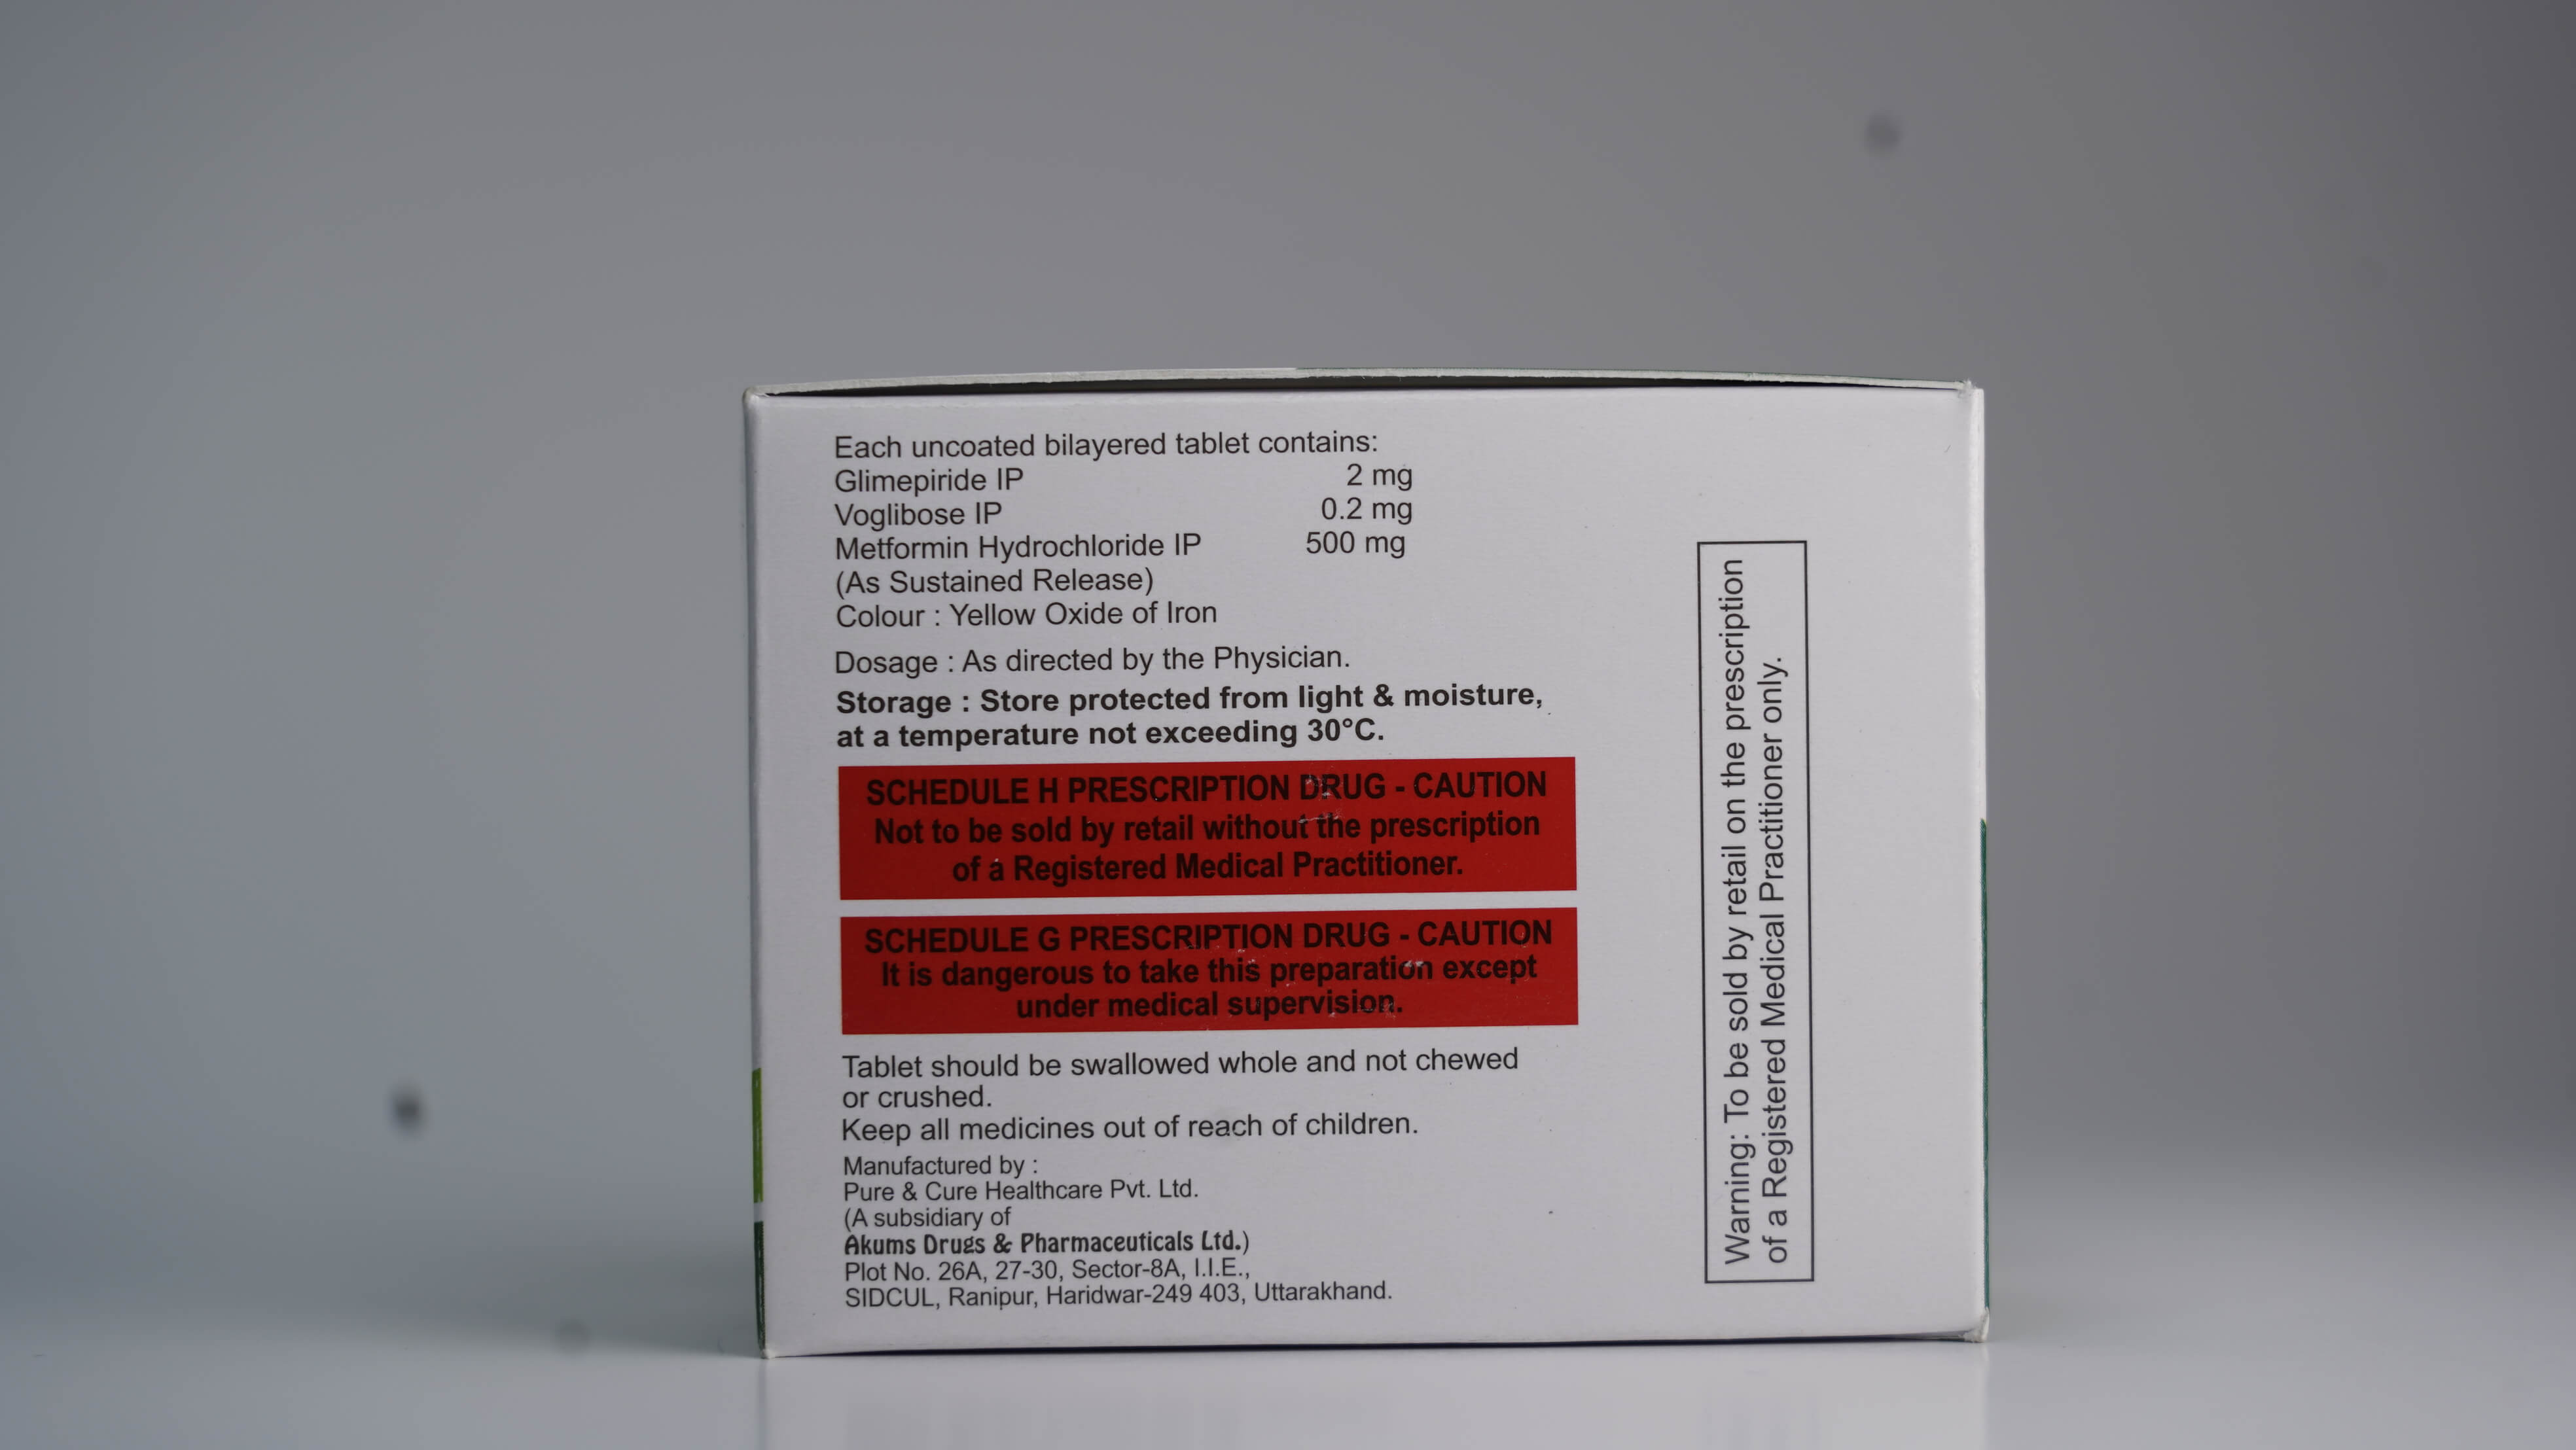 Each uncoated bilayered tablet contains:
Glimepiride IP 2 mg
Voglibose IP 0.2 mg
Metformin Hydrochloride IP 500 mg
(As Sustained Release)
Colour : Yellow Oxide of Iron
Dosage : As directed by the Physician.
Storage : Store protected from light & moisture,
at a temperature not exceeding 30°C.
SCHEDULE H PRESCRIPTION DRUG - CAUTION
Not to be sold by retail without the prescription
of a Registered Medical Practitioner.
SCHEDULE G PRESCRIPTION DRUG - CAUTION
It is dangerous to take this preparation except
under medical supervision.
Tablet should be swallowed whole and not chewed
or crushed.
Keep all medicines out of reach of children.
Manufactured by :
Pure & Cure Healthcare Pvt. Ltd.
(A subsidiary of
Akums Drugs & Pharmaceuticals Ltd.)
Plot No. 26A, 27-30, Sector-8A, I.I.E.,
SIDCUL, Ranipur, Haridwar-249 403, Uttarakhand.
Warning: To be sold by retail on the prescription
of a Registered Medical Practitioner only.